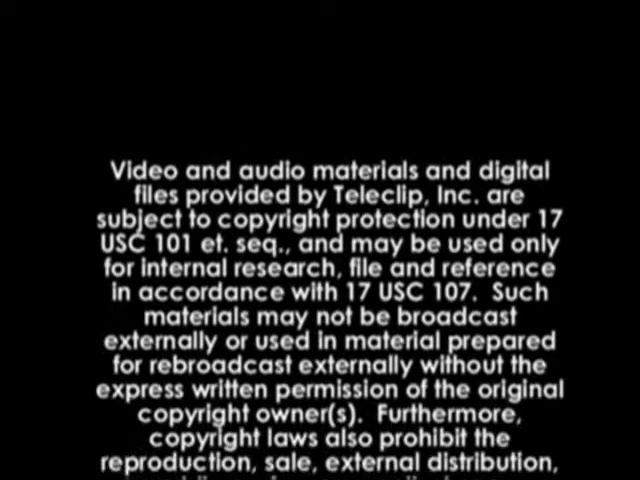 Video and audio materials and digital
files provided by Teleclip, Inc. are
subject to copyright protection under 17
USC 101 et. seq., and may be used only
for internal research, file and reference
in accordance with 17 USC 107.  Such
materials may not be broadcast
externally or used in material prepared
for rebroadcast externally without the
express written permission of the original
copyright owner(s).  Furthermore,
copyright laws also prohibit the
reproduction, sale, external distribution,